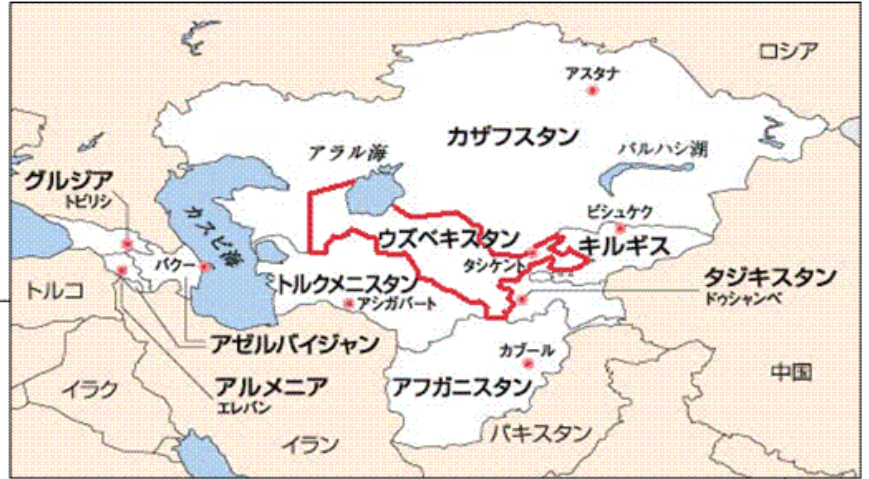 ロシア
アスタナ
カザフスタン
アラル海
バルハシ湖
グルジア
トビリシ
カスピ海
ビシュケク
ウズベキスタン
キルギス
タシケント
バクー
トルクメニスタン
アシガバート
タジキスタン
ドゥシャンベ
トルコ
アゼルバイジャン
カブール
中国
アルメニア
エレバン
アフガニスタン
イラク
イラン
パキスタン